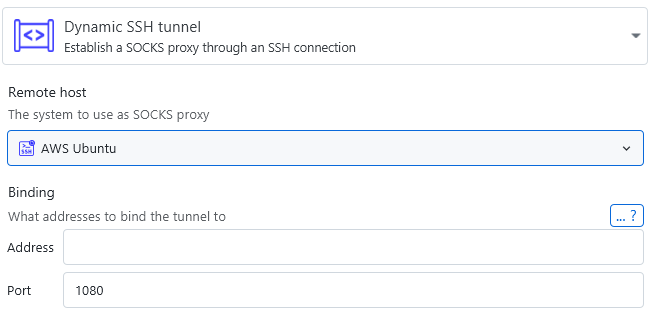 Dynamic SSH tunnel
Establish a SOCKS proxy through an SSH connection
Remote host
The system to use as SOCKS proxy
SSH AWS Ubuntu
Binding
What addresses to bind the tunnel to
... ?
Address
Port 1080